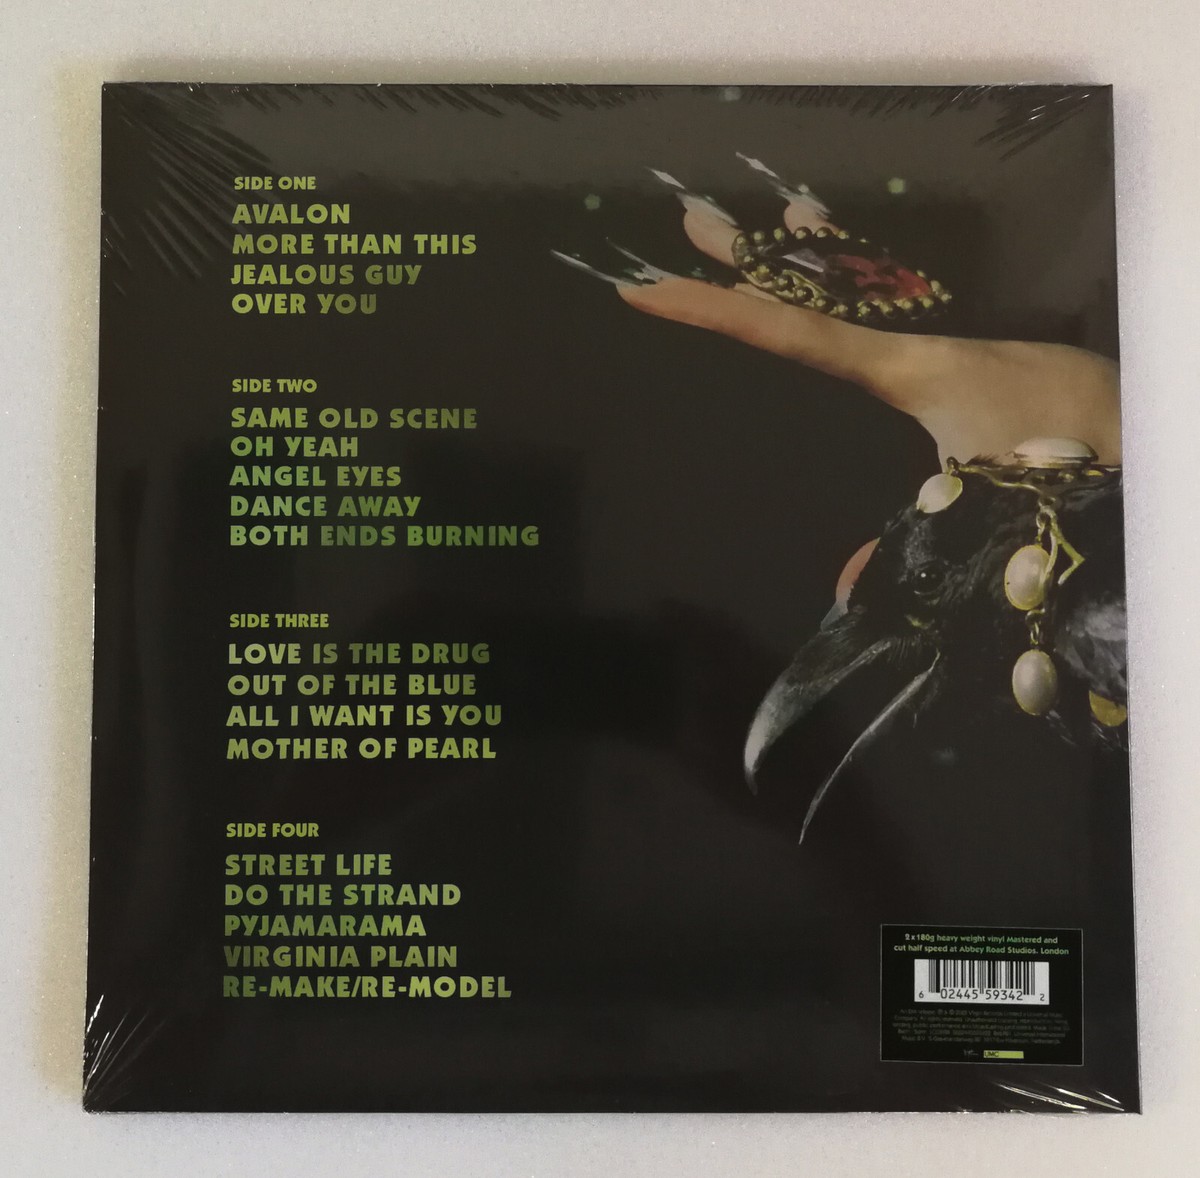 SIDE ONE
AVALON
MORE THAN THIS
JEALOUS GUY
OVER YOU
SIDE TWO
SAME OLD SCENE
OH YEAH
ANGEL EYES
DANCE AWAY
BOTH ENDS BURNING
SIDE THREE
LOVE IS THE DRUG
OUT OF THE BLUE
ALL I WANT IS YOU
MOTHER OF PEARL
SIDE FOUR
STREET LIFE
DO THE STRAND
PYJAMARAMA
VIRGINIA PLAIN
RE-MAKE/RE-MODEL
2 x 180g heavy weight vinyl Mastered and
cut half speed at Abbey Road Studios. London
6 02445 59342 2
UMC